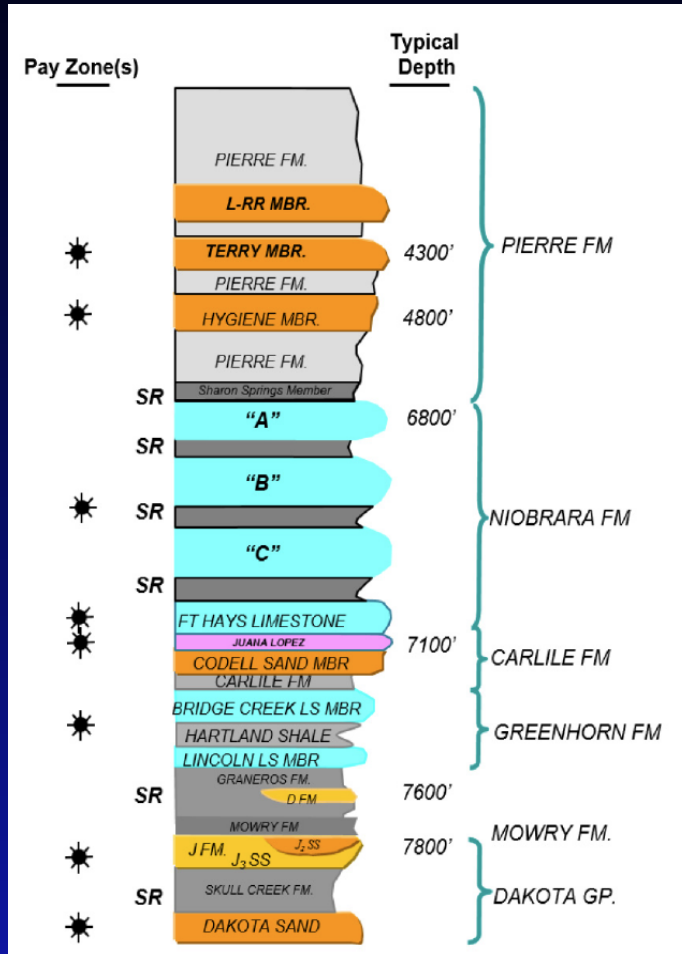 Pay Zone(s)
Typical
Depth
PIERRE FM.
L-RR MBR.
TERRY MBR.
4300’
PIERRE FM
PIERRE FM.
HYGIENE MBR.
4800’
PIERRE FM.
SR
Sharon Springs Member
“A”
6800’
SR
“B”
SR
NIOBRARA FM
“C”
SR
FT HAYS LIMESTONE
JUANA LOPEZ
7100’
CARLILE FM
CODELL SAND MBR
CARLILE FM
BRIDGE CREEK LS MBR
HARTLAND SHALE
GREENHORN FM
LINCOLN LS MBR
GRANEROS FM.
SR
D FM
7600’
MOWRY FM
MOWRY FM.
J FM.
J2 SS
7800’
J3 SS
SR
SKULL CREEK FM.
DAKOTA GP.
DAKOTA SAND